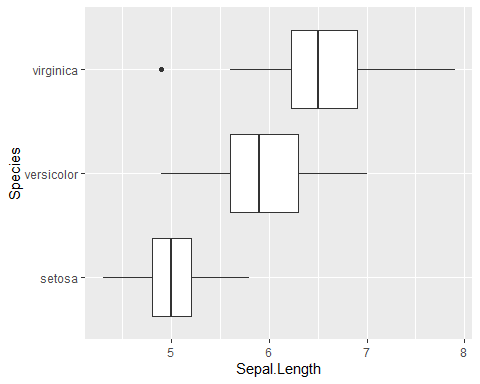 virginica
versicolor
setosa
Species
5 6 7 8
Sepal.Length